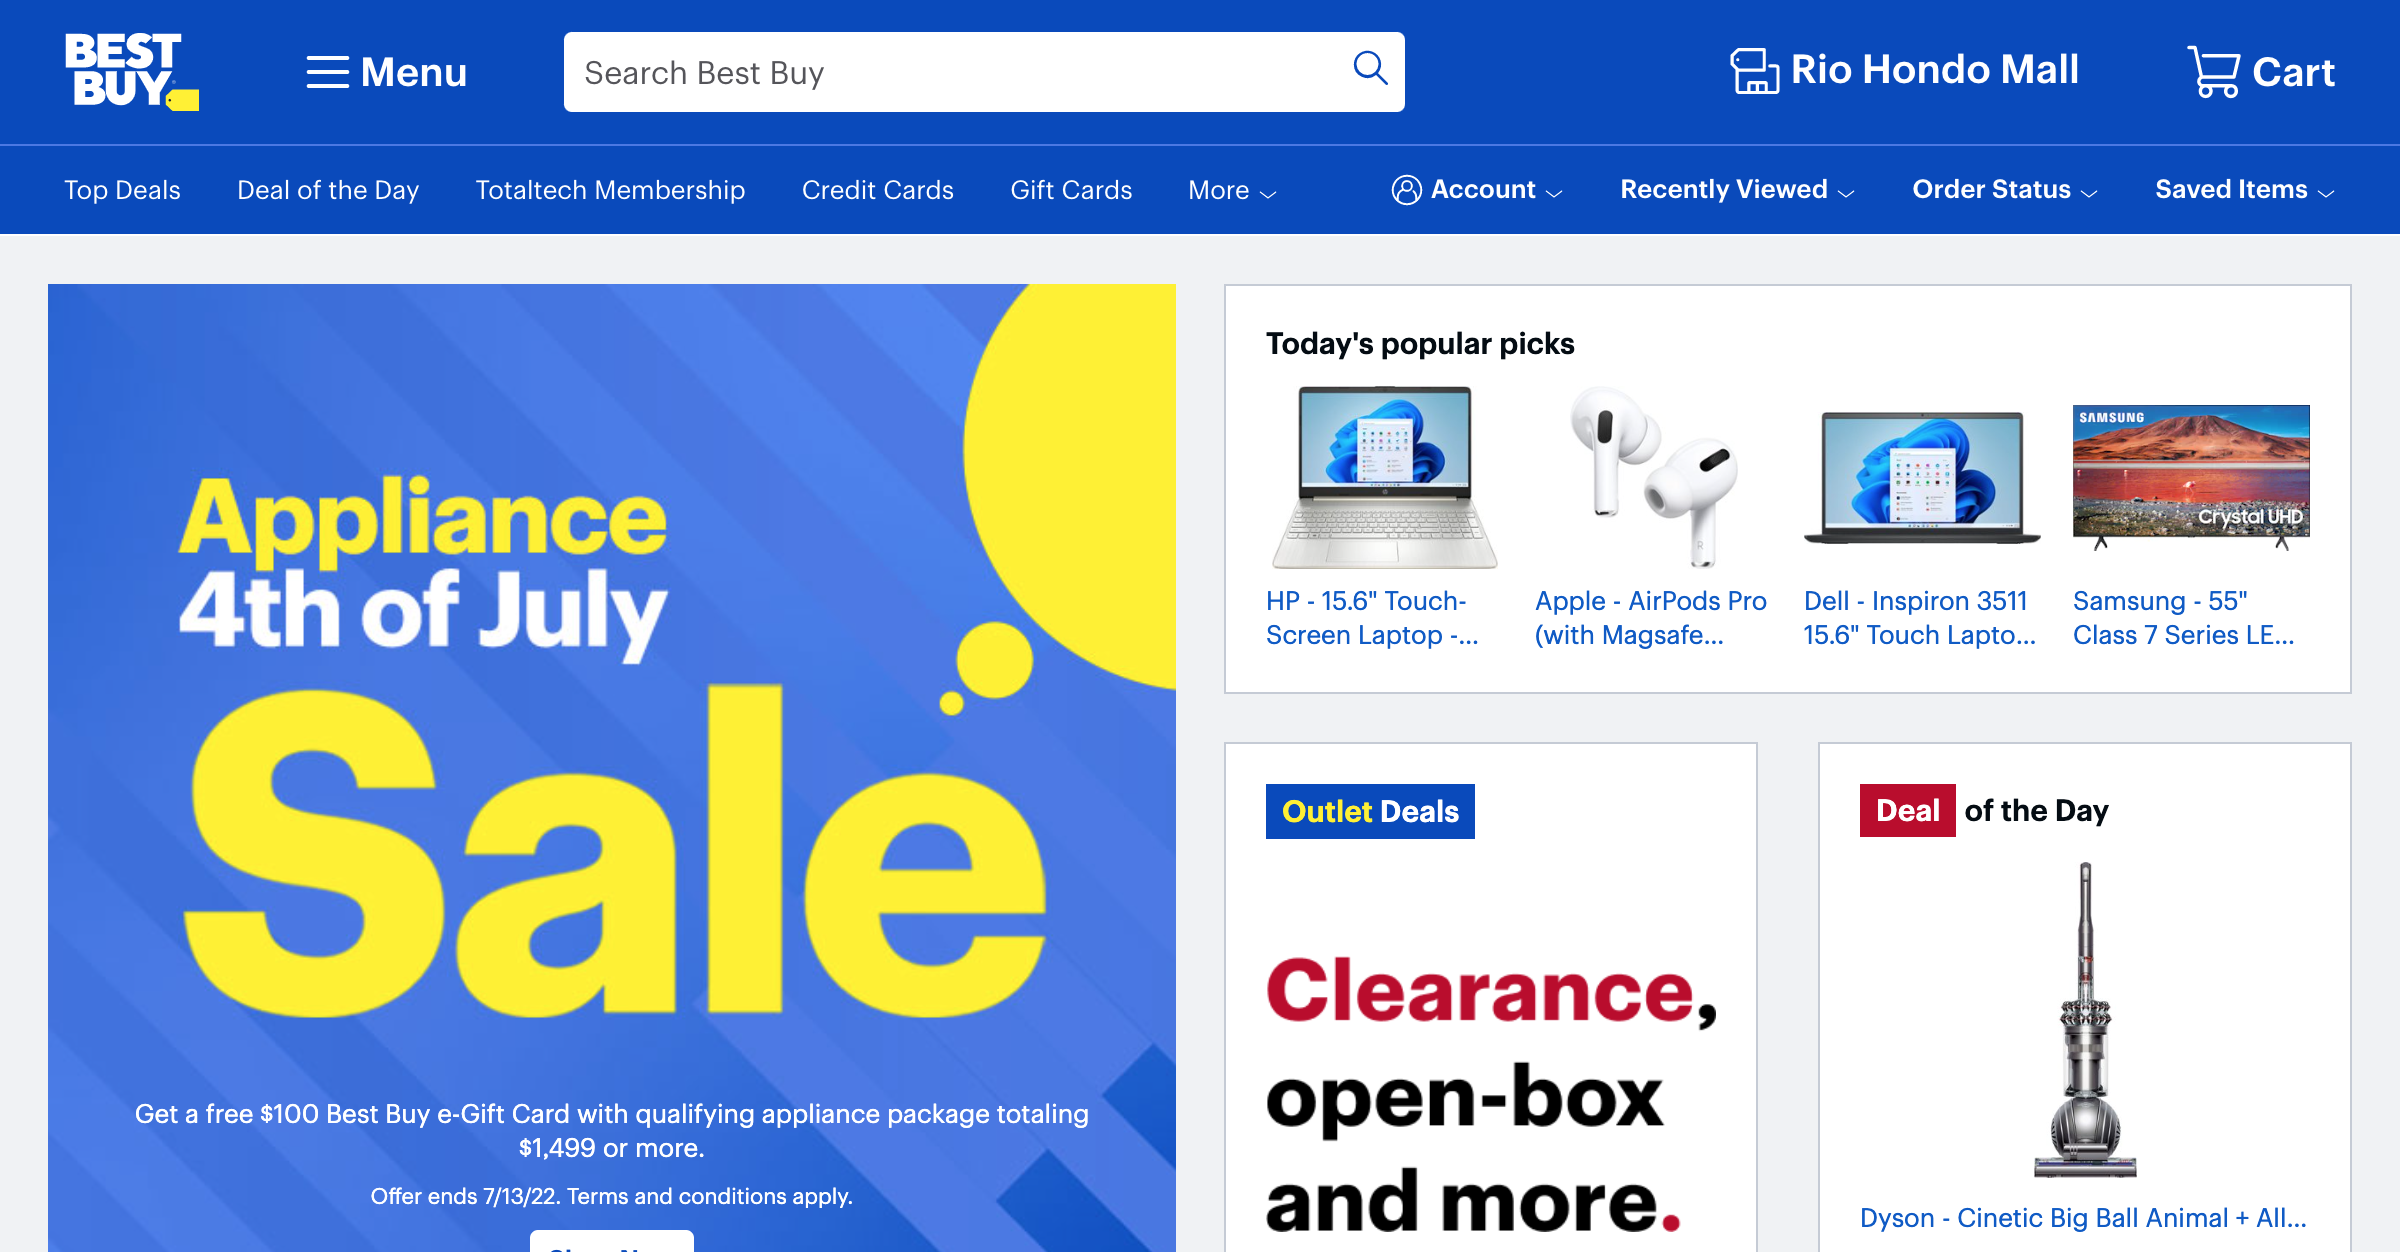 BEST
BUY
Menu
Search Best Buy
Rio Hondo Mall
Cart
Top Deals
Deal of the Day
Totaltech Membership
Credit Cards
Gift Cards
More
Account
Recently Viewed
Order Status
Saved Items
Appliance
4th of July
Sale
Get a free $100 Best Buy e-Gift Card with qualifying appliance package totaling
$1,499 or more.
Offer ends 7/13/22. Terms and conditions apply.
Today's popular picks
SAMSUNG
Crystal UHD
R
HP - 15.6" Touch-
Screen Laptop -...
Apple - AirPods Pro
(with Magsafe...
Dell - Inspiron 3511
15.6" Touch Lapto...
Samsung - 55"
Class 7 Series LE...
Outlet Deals
Clearance,
open-box
and more.
Deal of the Day
Dyson - Cinetic Big Ball Animal + All...